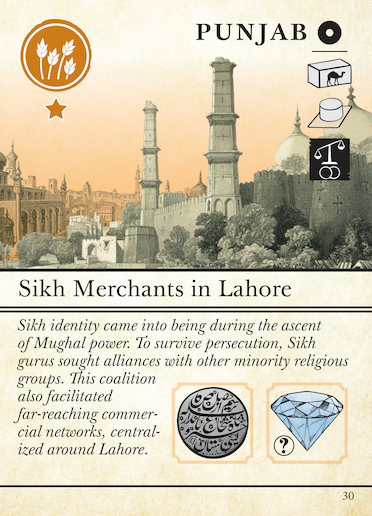 PUNJAB
Sikh Merchants in Lahore
Sikh identity came into being during the ascent
of Mughal power. To survive persecution, Sikh
gurus sought alliances with other minority religious
groups. This coalition
also facilitated
far-reaching commer-
cial networks, central-
ized around Lahore.
?
30